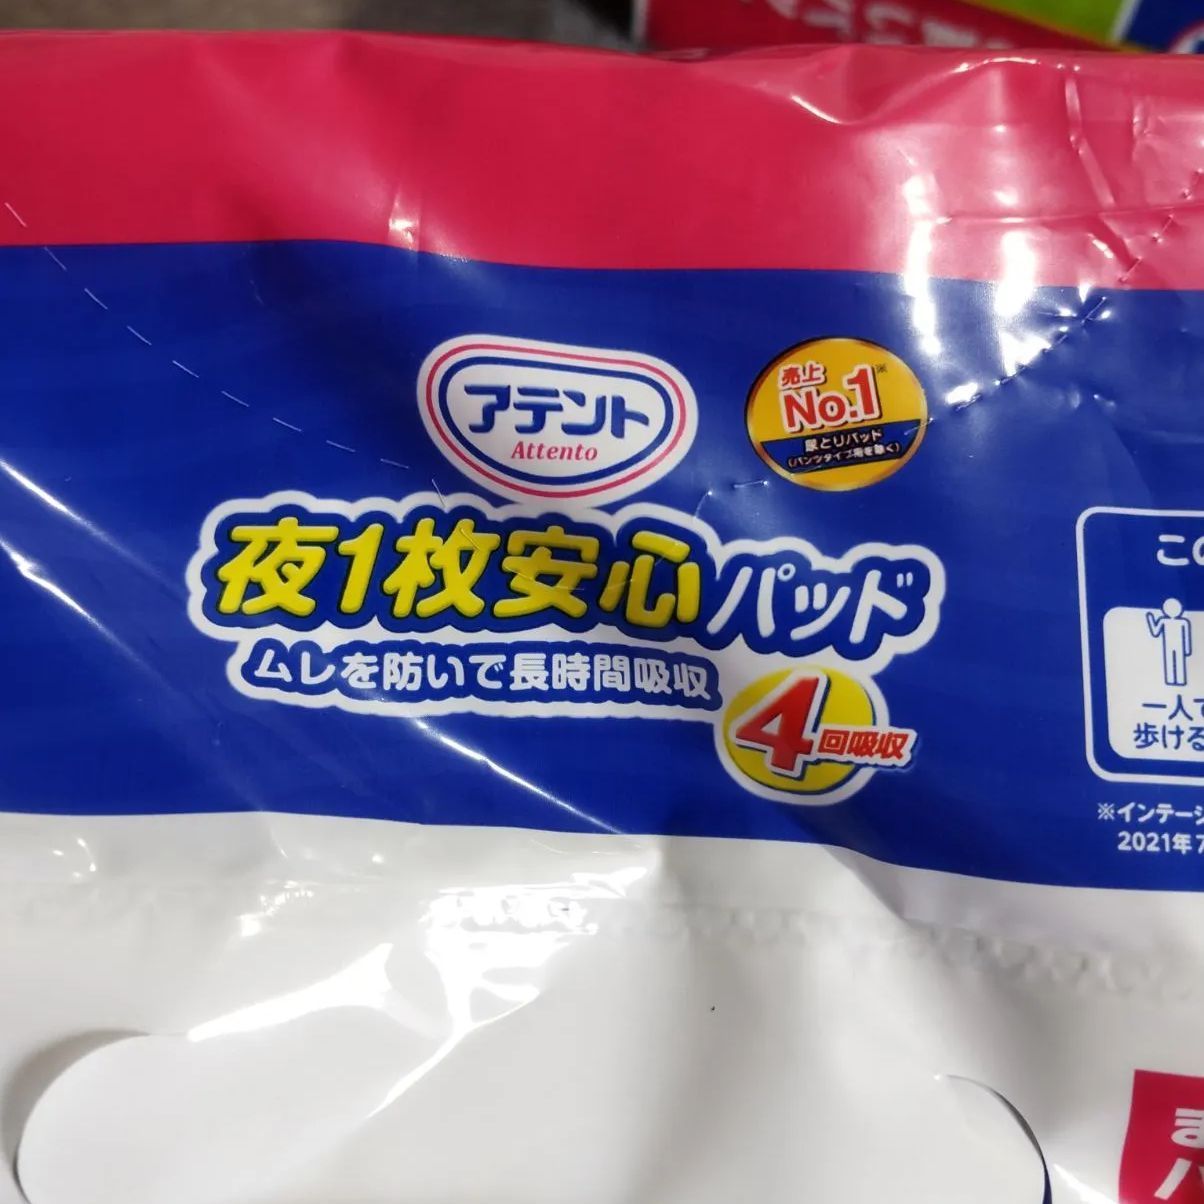 アテント
Attento
売上
No.1※
尿とりパッド
(パンツタイプ用を除く)
夜1枚安心パッド
ムレを防いで長時間吸収
4回吸収
この
一人で
歩ける
※インテージ
2021年7